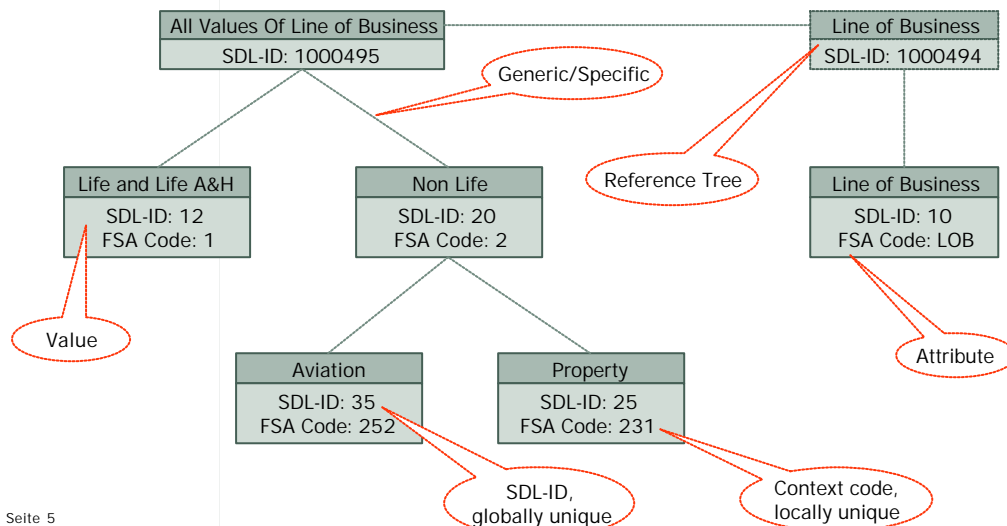 All Values Of Line of Business
SDL-ID: 1000495
Line of Business
SDL-ID: 1000494
Generic/Specific
Reference Tree
Life and Life A&H
SDL-ID: 12
FSA Code: 1
Non Life
SDL-ID: 20
FSA Code: 2
Line of Business
SDL-ID: 10
FSA Code: LOB
Value
Attribute
Aviation
SDL-ID: 35
FSA Code: 252
Property
SDL-ID: 25
FSA Code: 231
SDL-ID,
globally unique
Context code,
locally unique
Seite 5